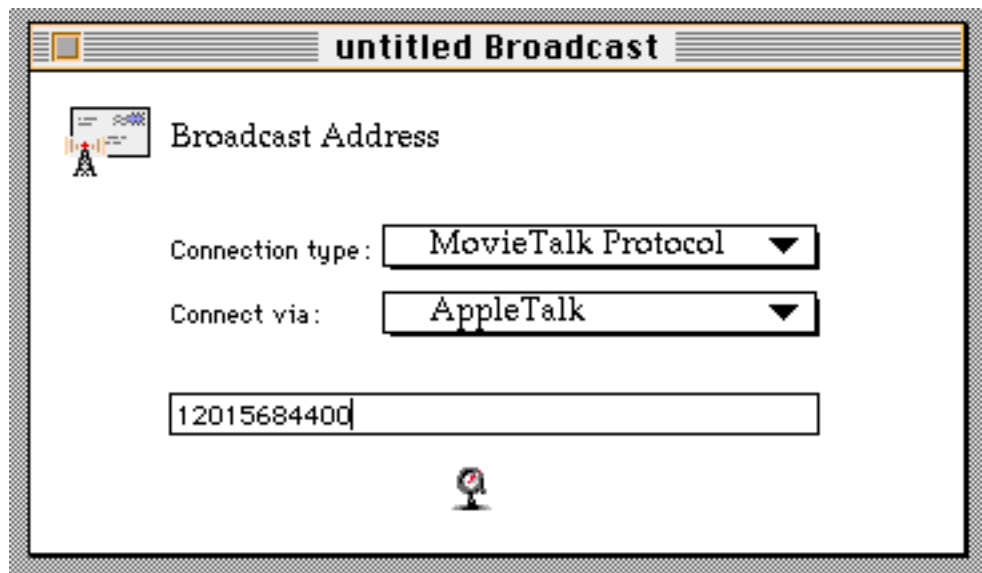 untitled Broadcast
Broadcast Address
Connection type: MovieTalk Protocol
Connect via: AppleTalk
12015684400